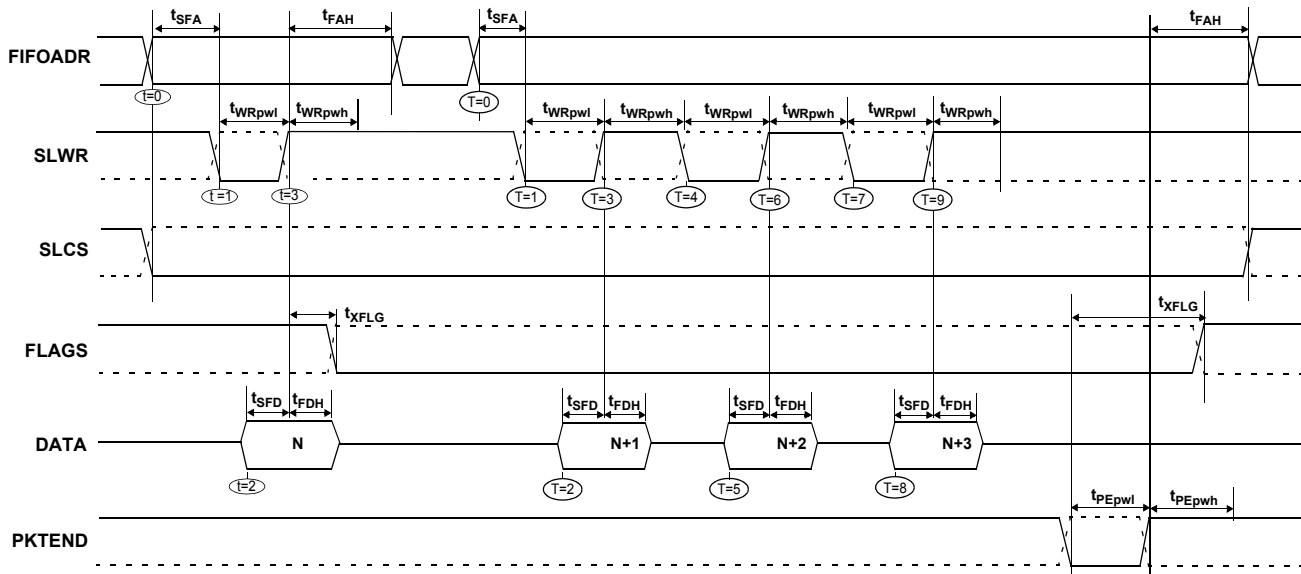 tSFA tFAH tSFA tFAH
FIFOADR
t=0 T=0
tWRpwl tWRpwh tWRpwl tWRpwh tWRpwl tWRpwh tWRpwl tWRpwh
SLWR
t =1 t=3 T=1 T=3 T=4 T=6 T=7 T=9
SLCS
tXFLG tXFLG
FLAGS
tSFD tFDH tSFD tFDH tSFD tFDH tSFD tFDH
DATA N N+1 N+2 N+3
t=2 T=2 T=5 T=8
tPEpwl tPEpwh
PKTEND